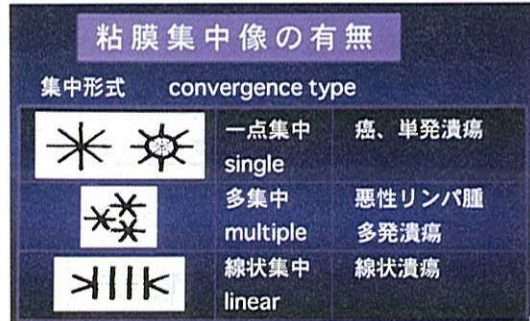 粘膜集中像の有無
集中形式 convergence type
一点集中 癌、単発潰瘍
single
多集中 悪性リンパ腫
multiple 多発潰瘍
線状集中 線状潰瘍
linear